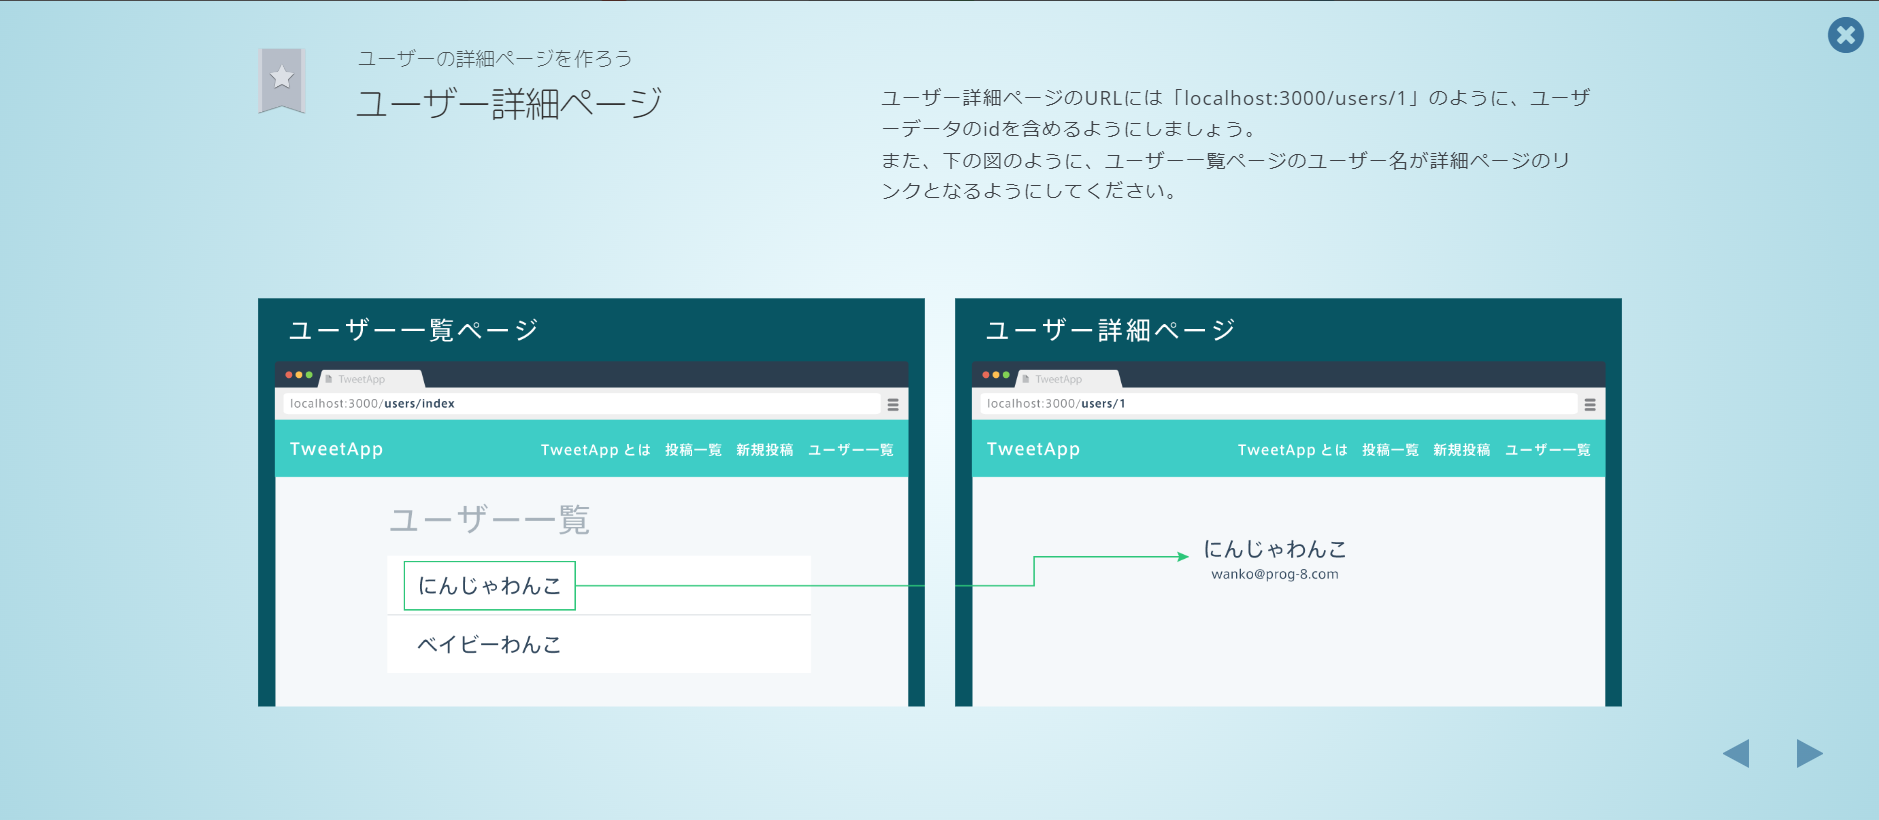 ユーザーの詳細ページを作ろう
ユーザー詳細ページ
ユーザー詳細ページのURLには「localhost:3000/users/1」のように、ユーザ
ーデータのidを含めるようにしましょう。
また、下の図のように、ユーザー一覧ページのユーザー名が詳細ページのリ
ンクとなるようにしてください。
ユーザー一覧ページ
TweetApp
localhost:3000/users/index
TweetApp TweetApp とは 投稿一覧 新規投稿 ユーザー一覧
ユーザー一覧
にんじゃわんこ
ベイビーわんこ
ユーザー詳細ページ
TweetApp
localhost:3000/users/1
TweetApp TweetApp とは 投稿一覧 新規投稿 ユーザー一覧
にんじゃわんこ
wanko@prog-8.com